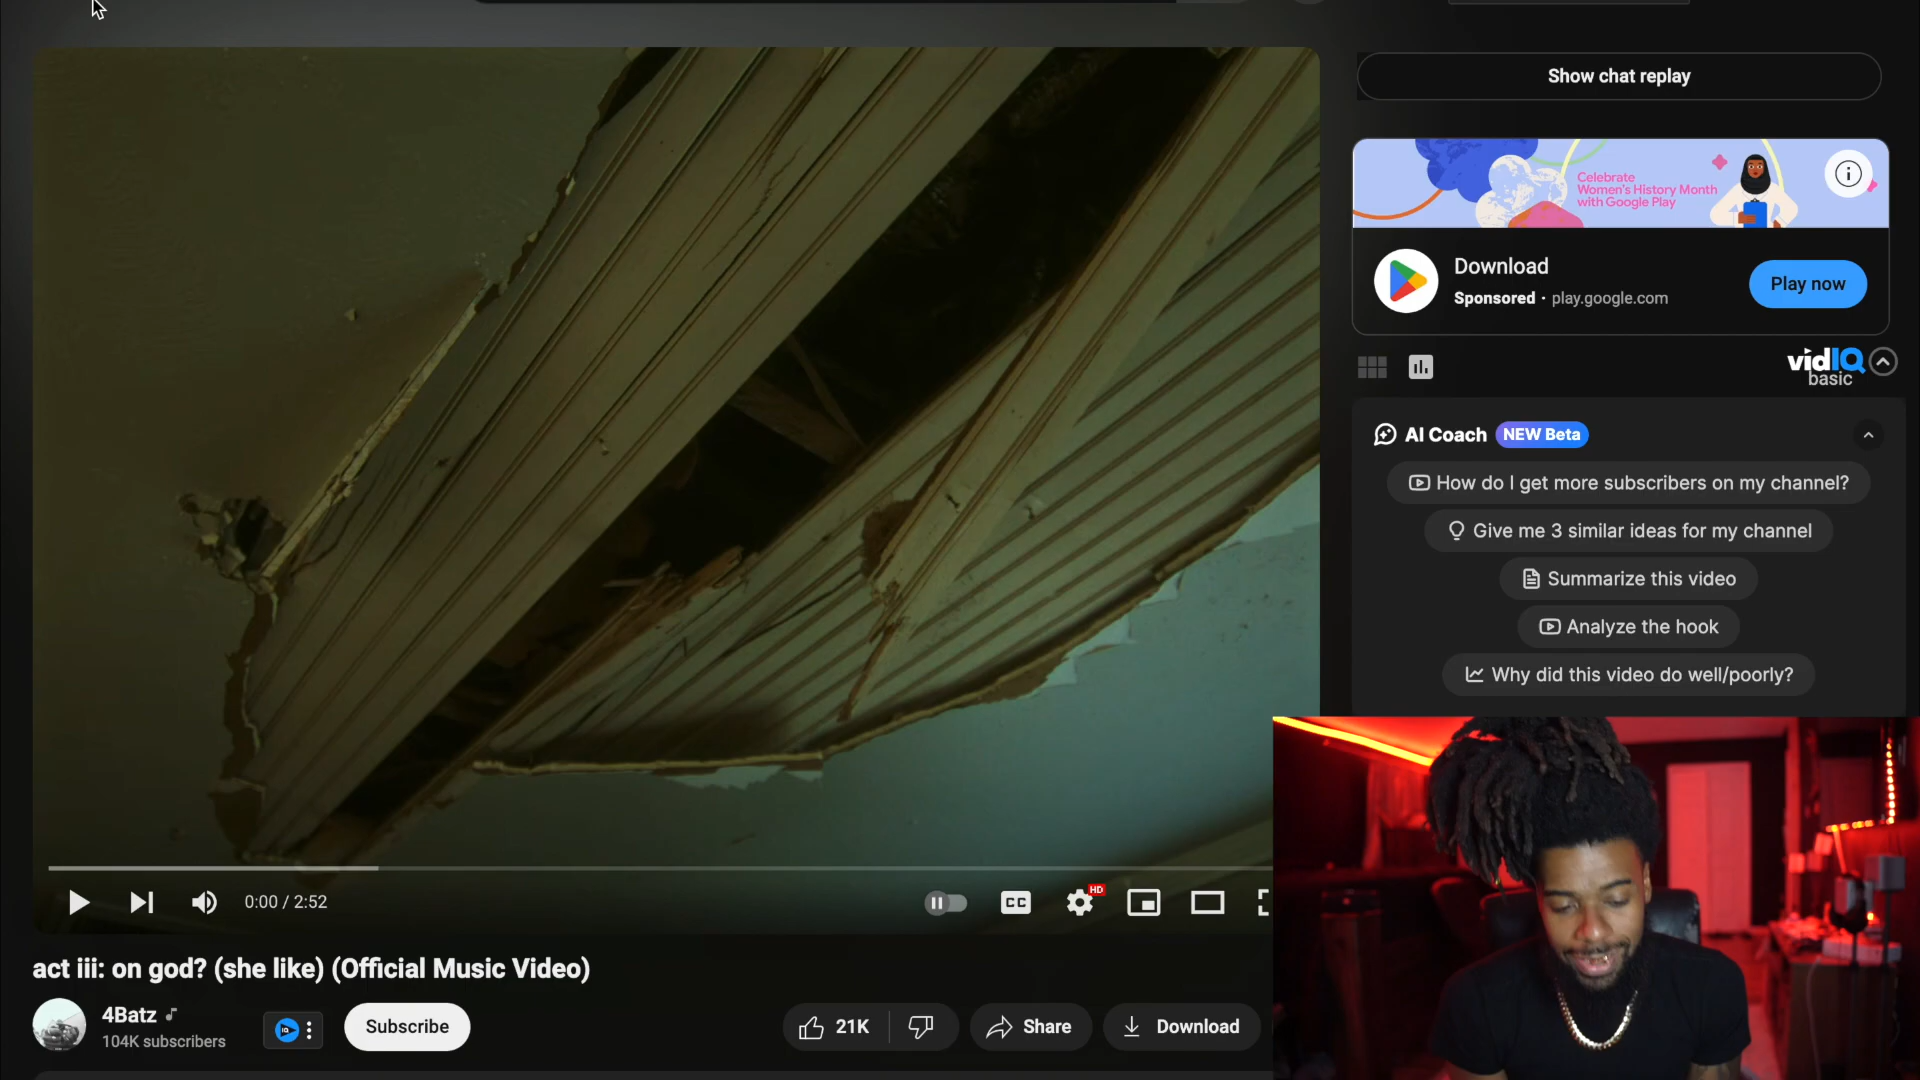 Show chat replay
Celebrate
Women's History Month
with Google Play
Download
Sponsored · play.google.com
Play now
vidIQ
basic
AI Coach NEW Beta
How do I get more subscribers on my channel?
Give me 3 similar ideas for my channel
Summarize this video
Analyze the hook
Why did this video do well/poorly?
0:00 / 2:52
CC
HD
act iii: on god? (she like) (Official Music Video)
4Batz
104K subscribers
IQ
Subscribe
21K
Share
Download